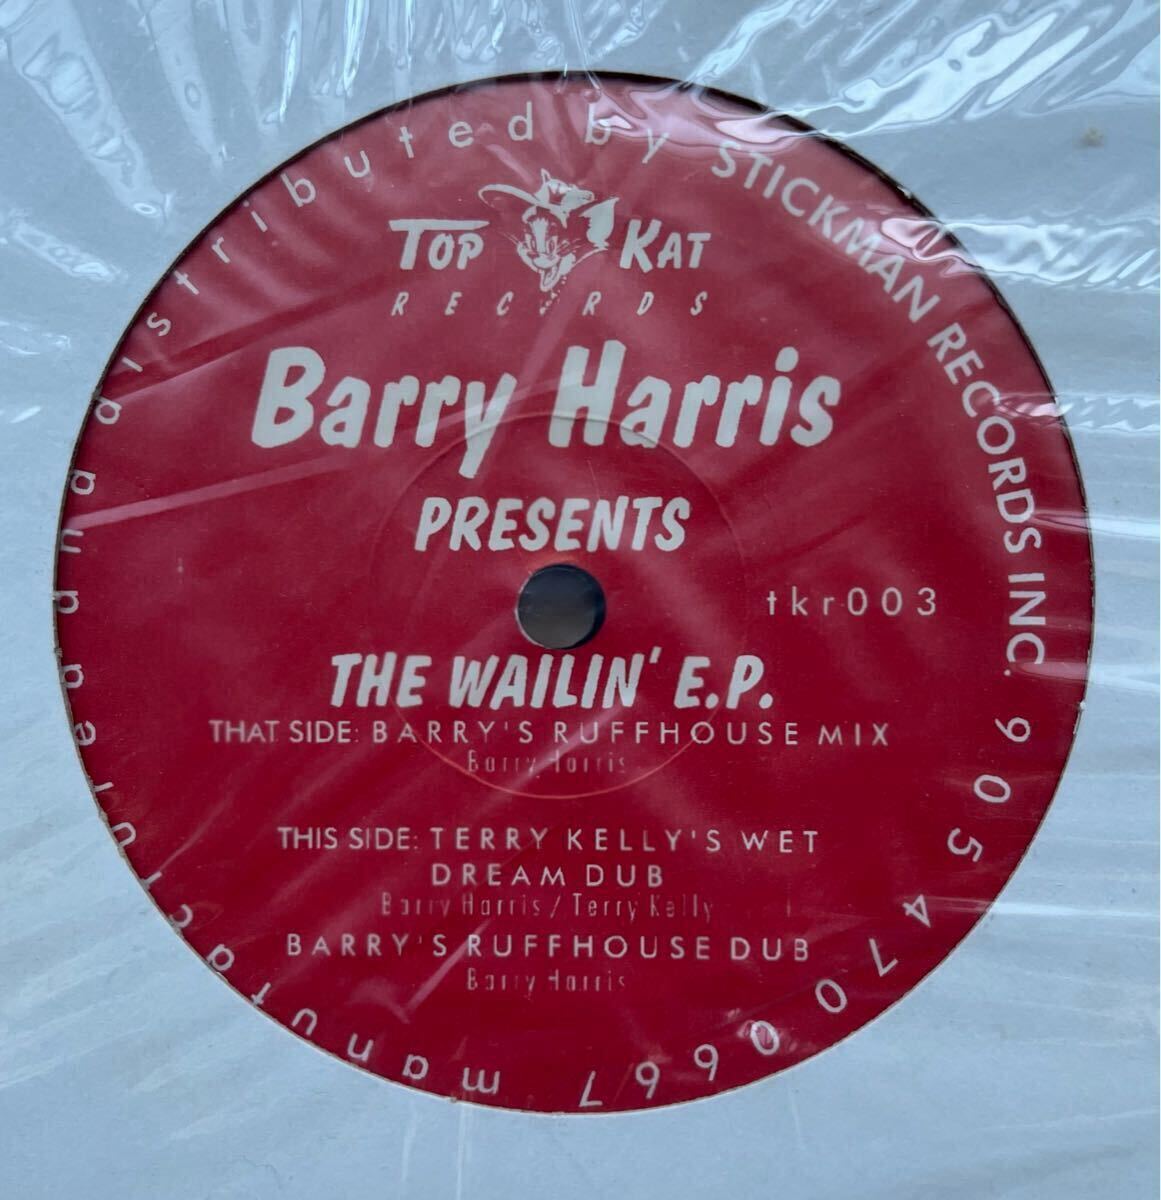 TOP KAT
RECORDS
Barry Harris
PRESENTS
tkr003
THE WAILIN' E.P.
THAT SIDE: BARRY'S RUFFHOUSE MIX
Barry Harris
THIS SIDE: TERRY KELLY'S WET
DREAM DUB
Barry Harris / Terry Kelly
BARRY'S RUFFHOUSE DUB
Barry Harris
manufactured and distributed by STICKMAN RECORDS INC. 905 470 0667